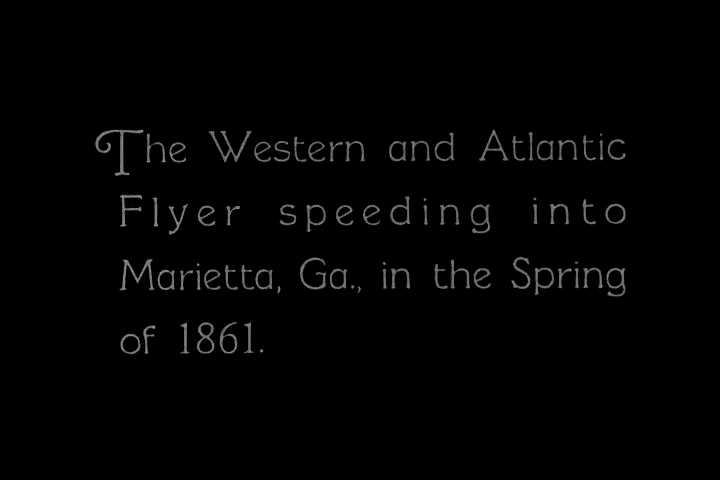 The Western and Atlantic
Flyer speeding into
Marietta, Ga., in the Spring
of 1861.